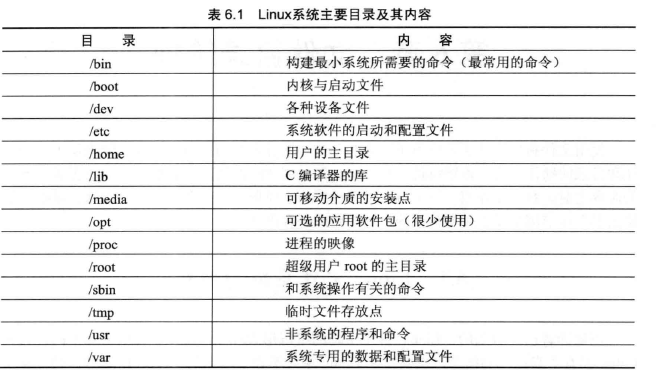 表 6.1 Linux系统主要目录及其内容
目 录 内 容
/bin 构建最小系统所需要的命令（最常用的命令）
/boot 内核与启动文件
/dev 各种设备文件
/etc 系统软件的启动和配置文件
/home 用户的主目录
/lib C 编译器的库
/media 可移动介质的安装点
/opt 可选的应用软件包（很少使用）
/proc 进程的映像
/root 超级用户 root 的主目录
/sbin 和系统操作有关的命令
/tmp 临时文件存放点
/usr 非系统的程序和命令
/var 系统专用的数据和配置文件